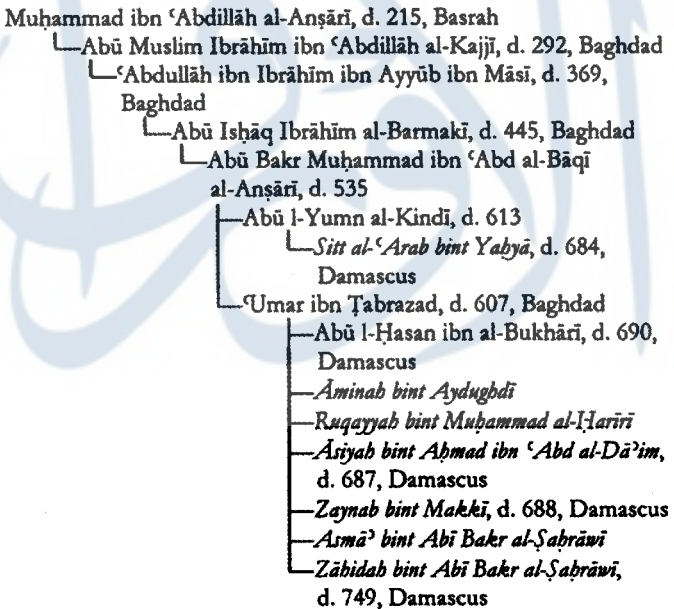 Muḥammad ibn ʿAbdillāh al-Anṣārī, d. 215, Basrah
Abū Muslim Ibrāhīm ibn ʿAbdillāh al-Kajjī, d. 292, Baghdad
ʿAbdullāh ibn Ibrāhīm ibn Ayyūb ibn Māsī, d. 369,
Baghdad
Abū Isḥāq Ibrāhīm al-Barmakī, d. 445, Baghdad
Abū Bakr Muḥammad ibn ʿAbd al-Bāqī
al-Anṣārī, d. 535
Abū l-Yumn al-Kindī, d. 613
Sitt al-ʿArab bint Yaḥyā, d. 684,
Damascus
ʿUmar ibn Ṭabrazad, d. 607, Baghdad
Abū l-Ḥasan ibn al-Bukhārī, d. 690,
Damascus
Āminah bint Aydughdī
Ruqayyah bint Muḥammad al-Ḥarīrī
Āsiyah bint Aḥmad ibn ʿAbd al-Dāʾim,
d. 687, Damascus
Zaynab bint Makkī, d. 688, Damascus
Asmāʾ bint Abī Bakr al-Ṣaḥrāwī
Zāhidah bint Abī Bakr al-Ṣaḥrāwī,
d. 749, Damascus